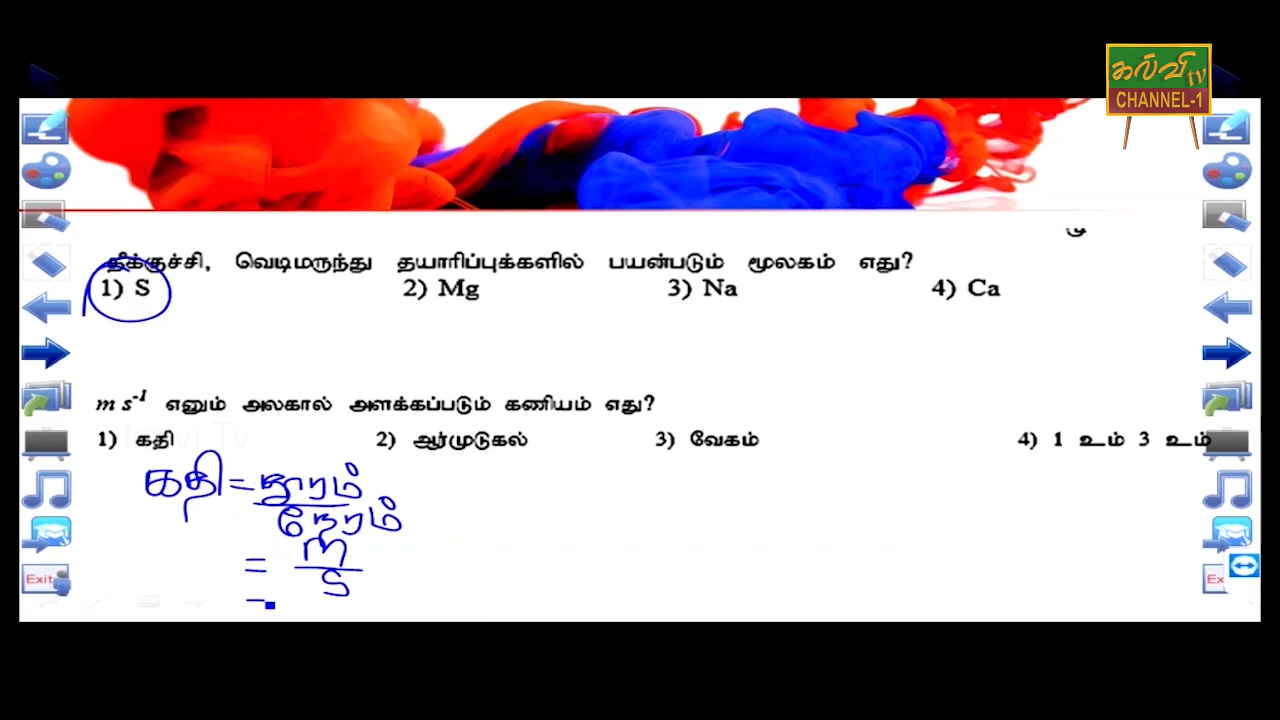 கல்வி tv
CHANNEL-1
தீக்குச்சி, வெடிமருந்து தயாரிப்புக்களில் பயன்படும் மூலகம் எது?
1) S 2) Mg 3) Na 4) Ca
m s⁻¹ எனும் அலகால் அளக்கப்படும் கணியம் எது?
1) கதி 2) ஆர்முடுகல் 3) வேகம் 4) 1 உம் 3 உம்
கதி = தூரம்
நேரம்
= m
s
=
Exit
Ex